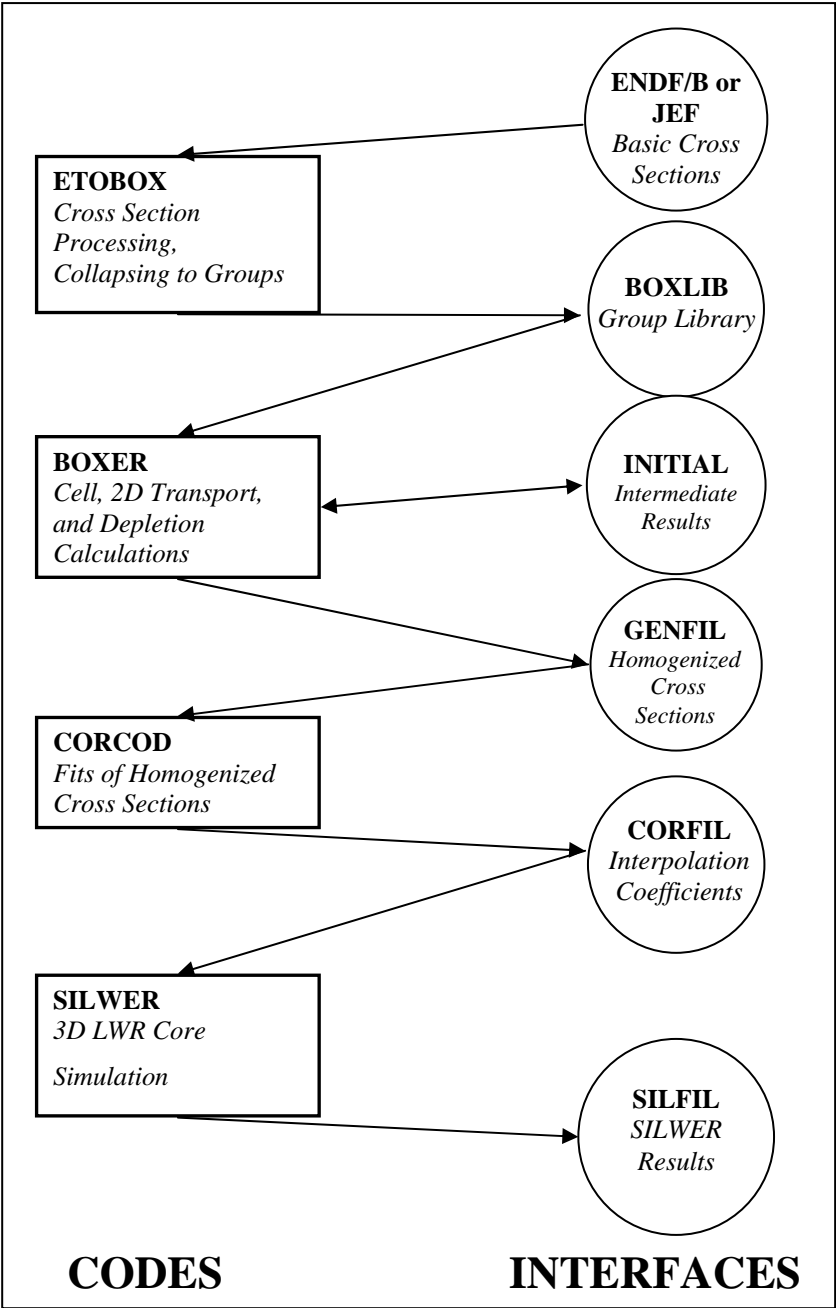 ENDF/B or
JEF
Basic Cross
Sections
ETOBOX
Cross Section
Processing,
Collapsing to Groups
BOXLIB
Group Library
BOXER
Cell, 2D Transport,
and Depletion
Calculations
INITIAL
Intermediate
Results
GENFIL
Homogenized
Cross
Sections
CORCOD
Fits of Homogenized
Cross Sections
CORFIL
Interpolation
Coefficients
SILWER
3D LWR Core
Simulation
SILFIL
SILWER
Results
CODES
INTERFACES